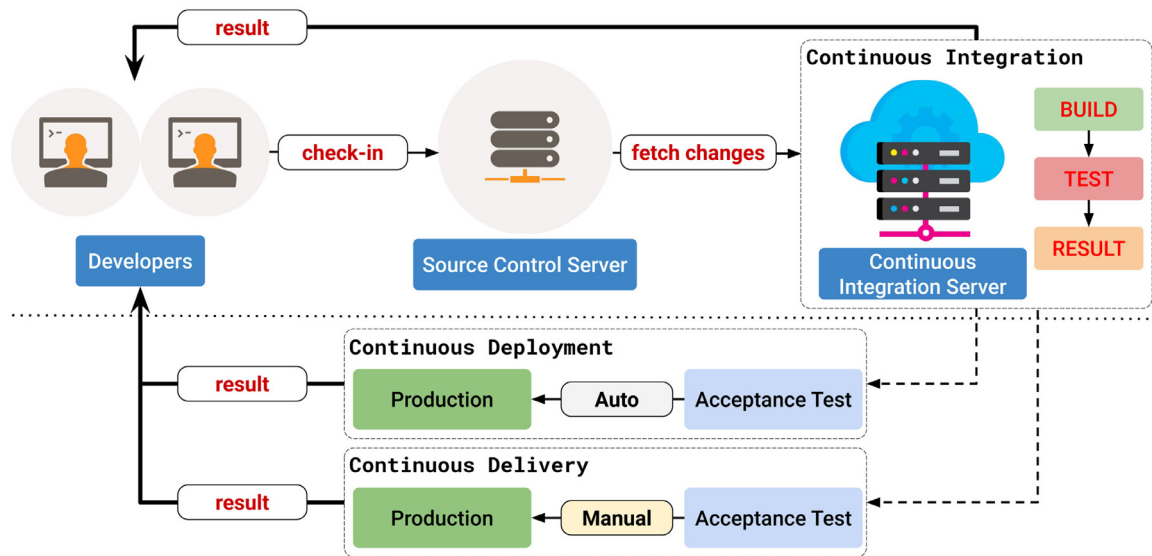 result
Continuous Integration
>-
>-
check-in
fetch changes
BUILD
TEST
RESULT
Developers
Source Control Server
Continuous
Integration Server
Continuous Deployment
result
Production
Auto
Acceptance Test
Continuous Delivery
result
Production
Manual
Acceptance Test